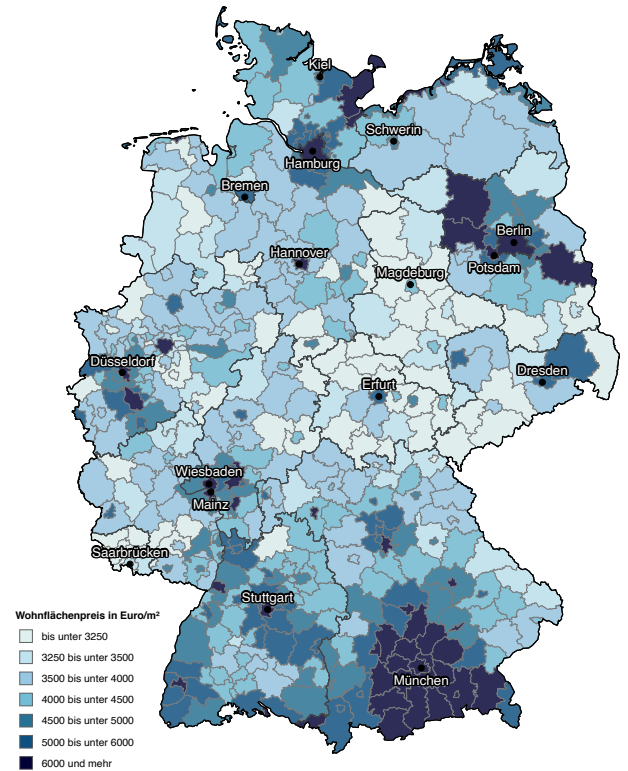 Kiel
Schwerin
Hamburg
Bremen
Berlin
Hannover
Potsdam
Magdeburg
Düsseldorf
Dresden
Erfurt
Wiesbaden
Mainz
Saarbrücken
Stuttgart
München
Wohnflächenpreis in Euro/m²
bis unter 3250
3250 bis unter 3500
3500 bis unter 4000
4000 bis unter 4500
4500 bis unter 5000
5000 bis unter 6000
6000 und mehr